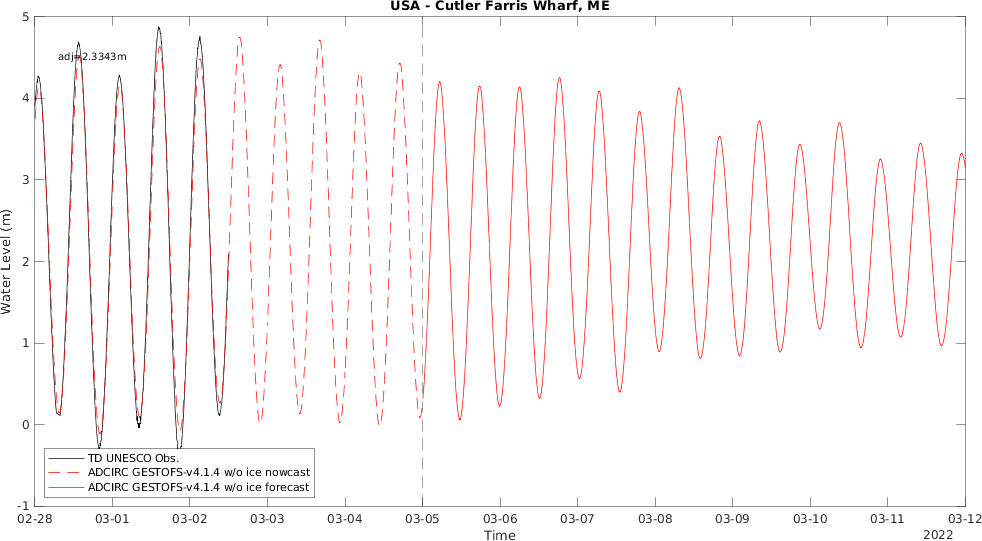 USA - Cutler Farris Wharf, ME
5
adj=2.3343m
4
3
2
1
0
-1
Water Level (m)
TD UNESCO Obs.
ADCIRC GESTOFS-v4.1.4 w/o ice nowcast
ADCIRC GESTOFS-v4.1.4 w/o ice forecast
02-28 03-01 03-02 03-03 03-04 03-05 03-06 03-07 03-08 03-09 03-10 03-11 03-12
Time
2022